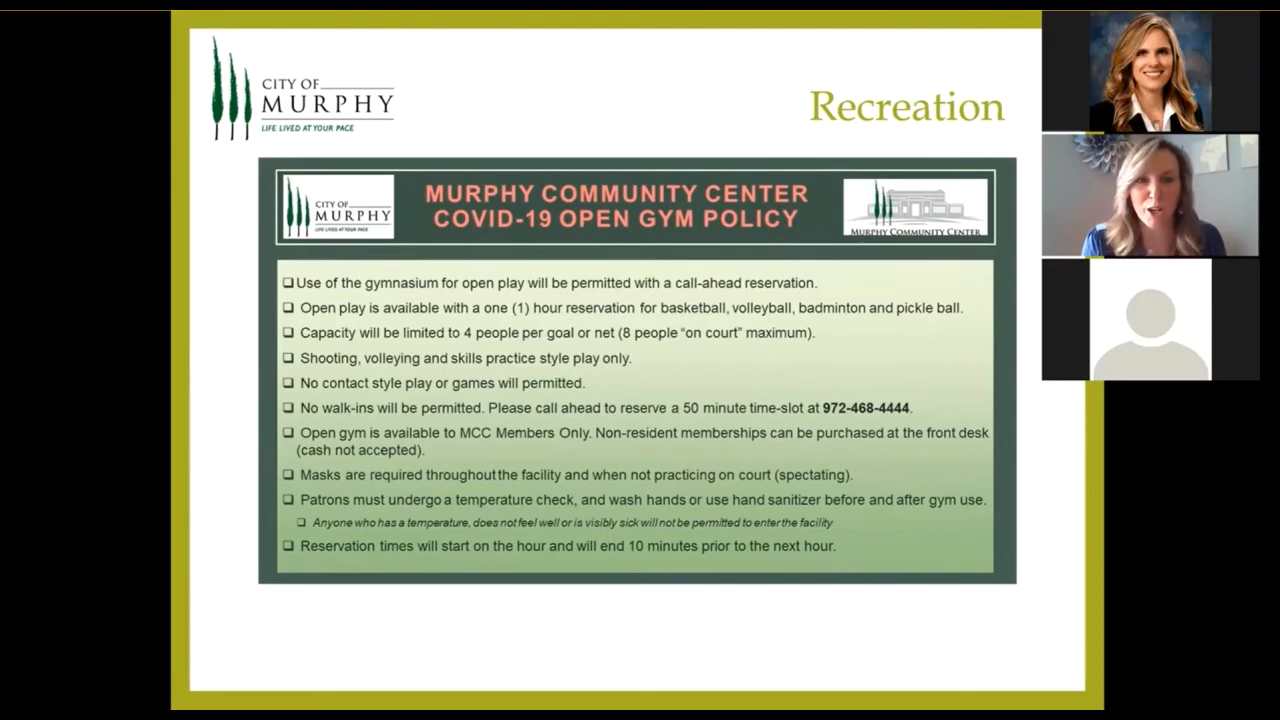 CITY OF
MURPHY
LIFE LIVED AT YOUR PACE
Recreation
CITY OF
MURPHY
LIFE LIVED AT YOUR PACE
MURPHY COMMUNITY CENTER
COVID-19 OPEN GYM POLICY
MURPHY COMMUNITY CENTER
❑ Use of the gymnasium for open play will be permitted with a call-ahead reservation.
❑ Open play is available with a one (1) hour reservation for basketball, volleyball, badminton and pickle ball.
❑ Capacity will be limited to 4 people per goal or net (8 people “on court” maximum).
❑ Shooting, volleying and skills practice style play only.
❑ No contact style play or games will permitted.
❑ No walk-ins will be permitted. Please call ahead to reserve a 50 minute time-slot at 972-468-4444.
❑ Open gym is available to MCC Members Only. Non-resident memberships can be purchased at the front desk
(cash not accepted).
❑ Masks are required throughout the facility and when not practicing on court (spectating).
❑ Patrons must undergo a temperature check, and wash hands or use hand sanitizer before and after gym use.
❑ Anyone who has a temperature, does not feel well or is visibly sick will not be permitted to enter the facility
❑ Reservation times will start on the hour and will end 10 minutes prior to the next hour.